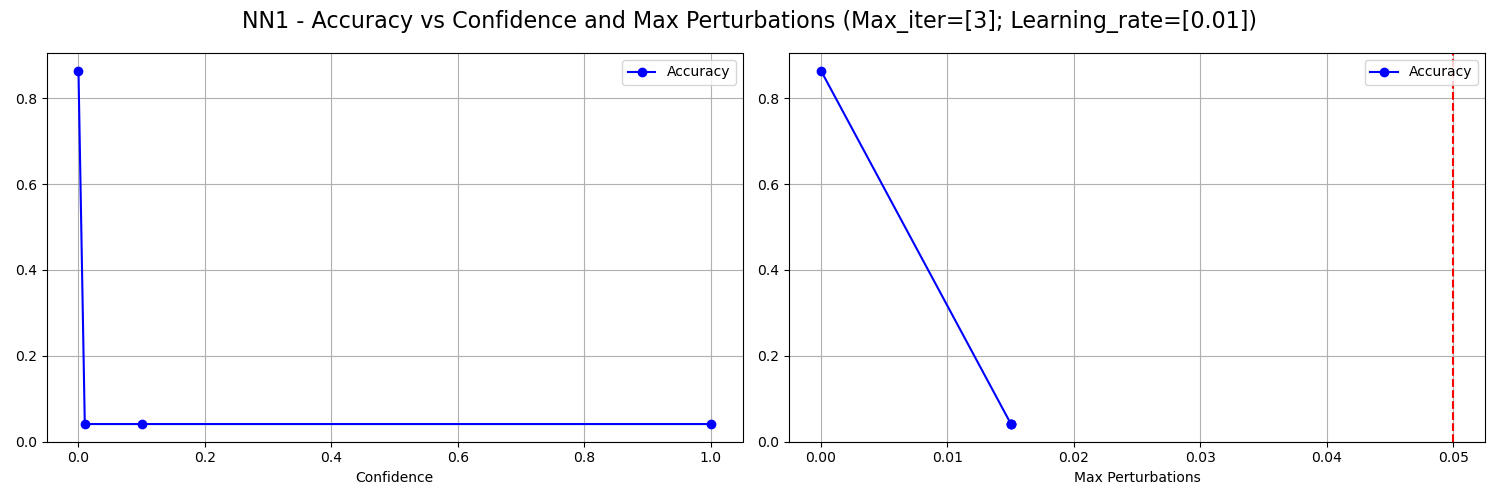 NN1 - Accuracy vs Confidence and Max Perturbations (Max_iter=[3]; Learning_rate=[0.01])
Accuracy
0.8
0.6
0.4
0.2
0.0
0.0 0.2 0.4 0.6 0.8 1.0
Confidence
Accuracy
0.8
0.6
0.4
0.2
0.0
0.00 0.01 0.02 0.03 0.04 0.05
Max Perturbations